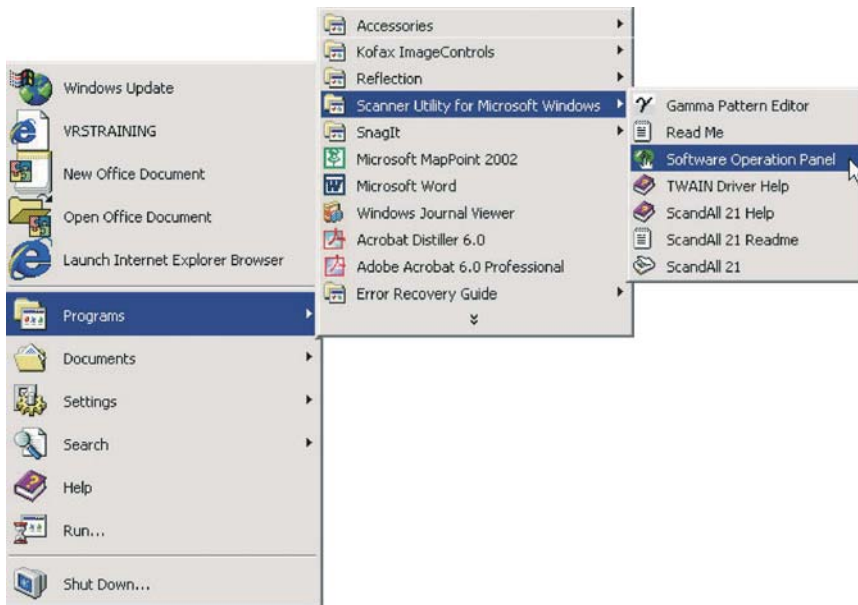 Windows Update
VRSTRAINING
New Office Document
Open Office Document
Launch Internet Explorer Browser
Programs
Documents
Settings
Search
Help
Run...
Shut Down...
Accessories
Kofax ImageControls
Reflection
Scanner Utility for Microsoft Windows
SnagIt
Microsoft MapPoint 2002
Microsoft Word
Windows Journal Viewer
Acrobat Distiller 6.0
Adobe Acrobat 6.0 Professional
Error Recovery Guide
Gamma Pattern Editor
Read Me
Software Operation Panel
TWAIN Driver Help
ScandAll 21 Help
ScandAll 21 Readme
ScandAll 21